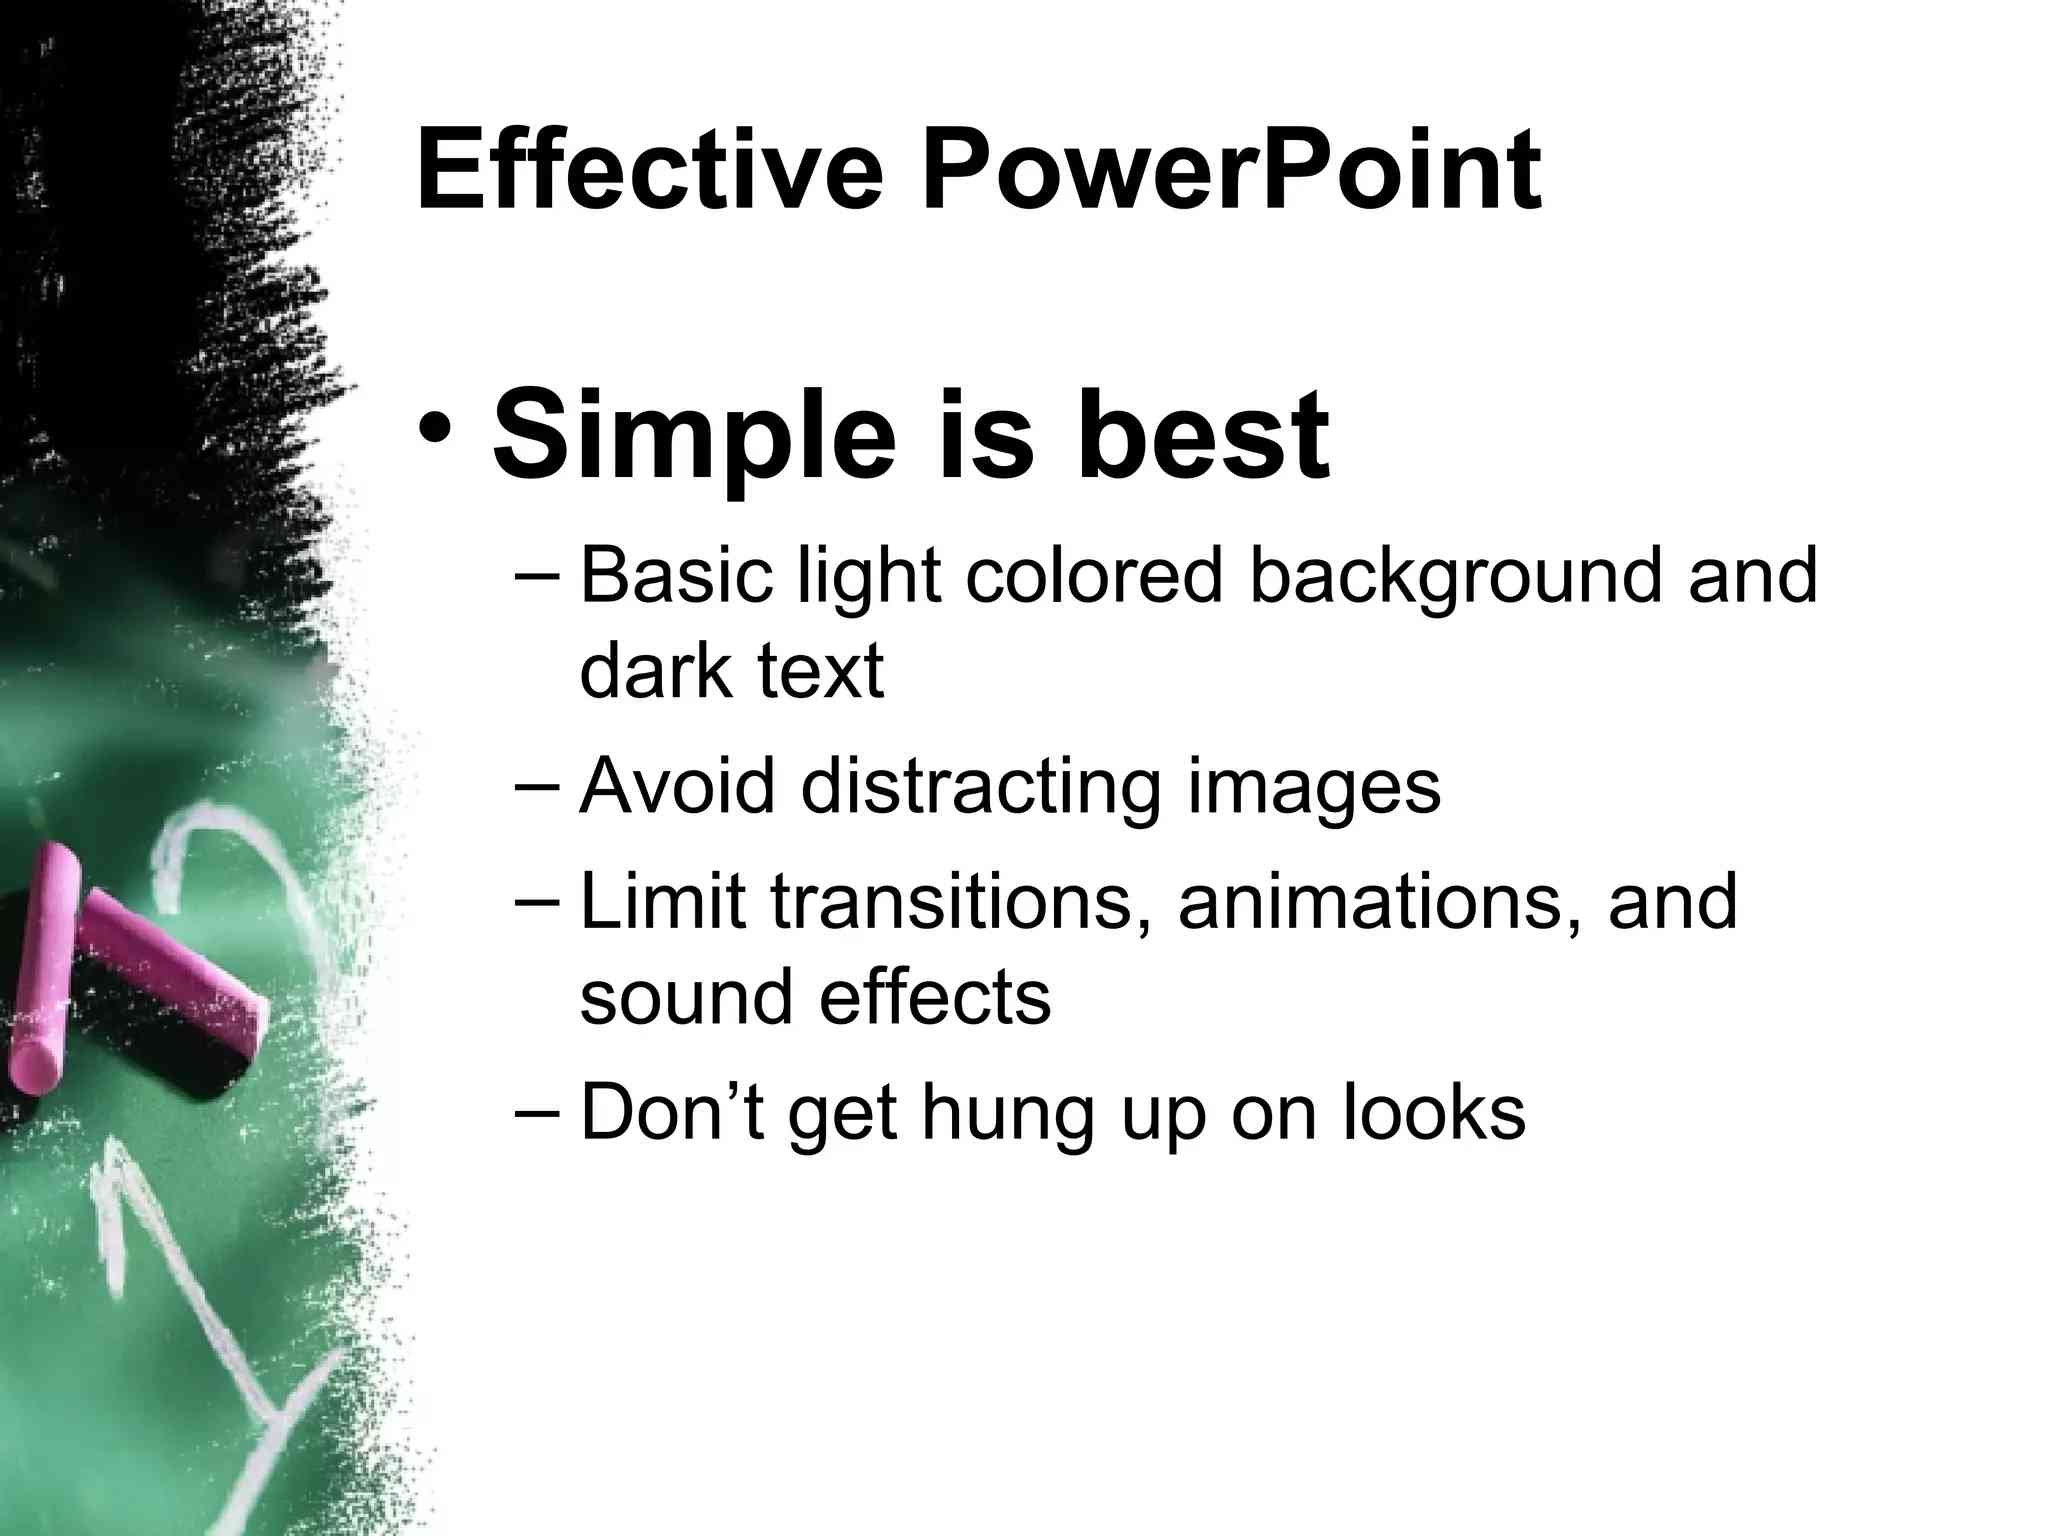 Effective PowerPoint
• Simple is best
– Basic light colored background and
dark text
– Avoid distracting images
– Limit transitions, animations, and
sound effects
– Don’t get hung up on looks